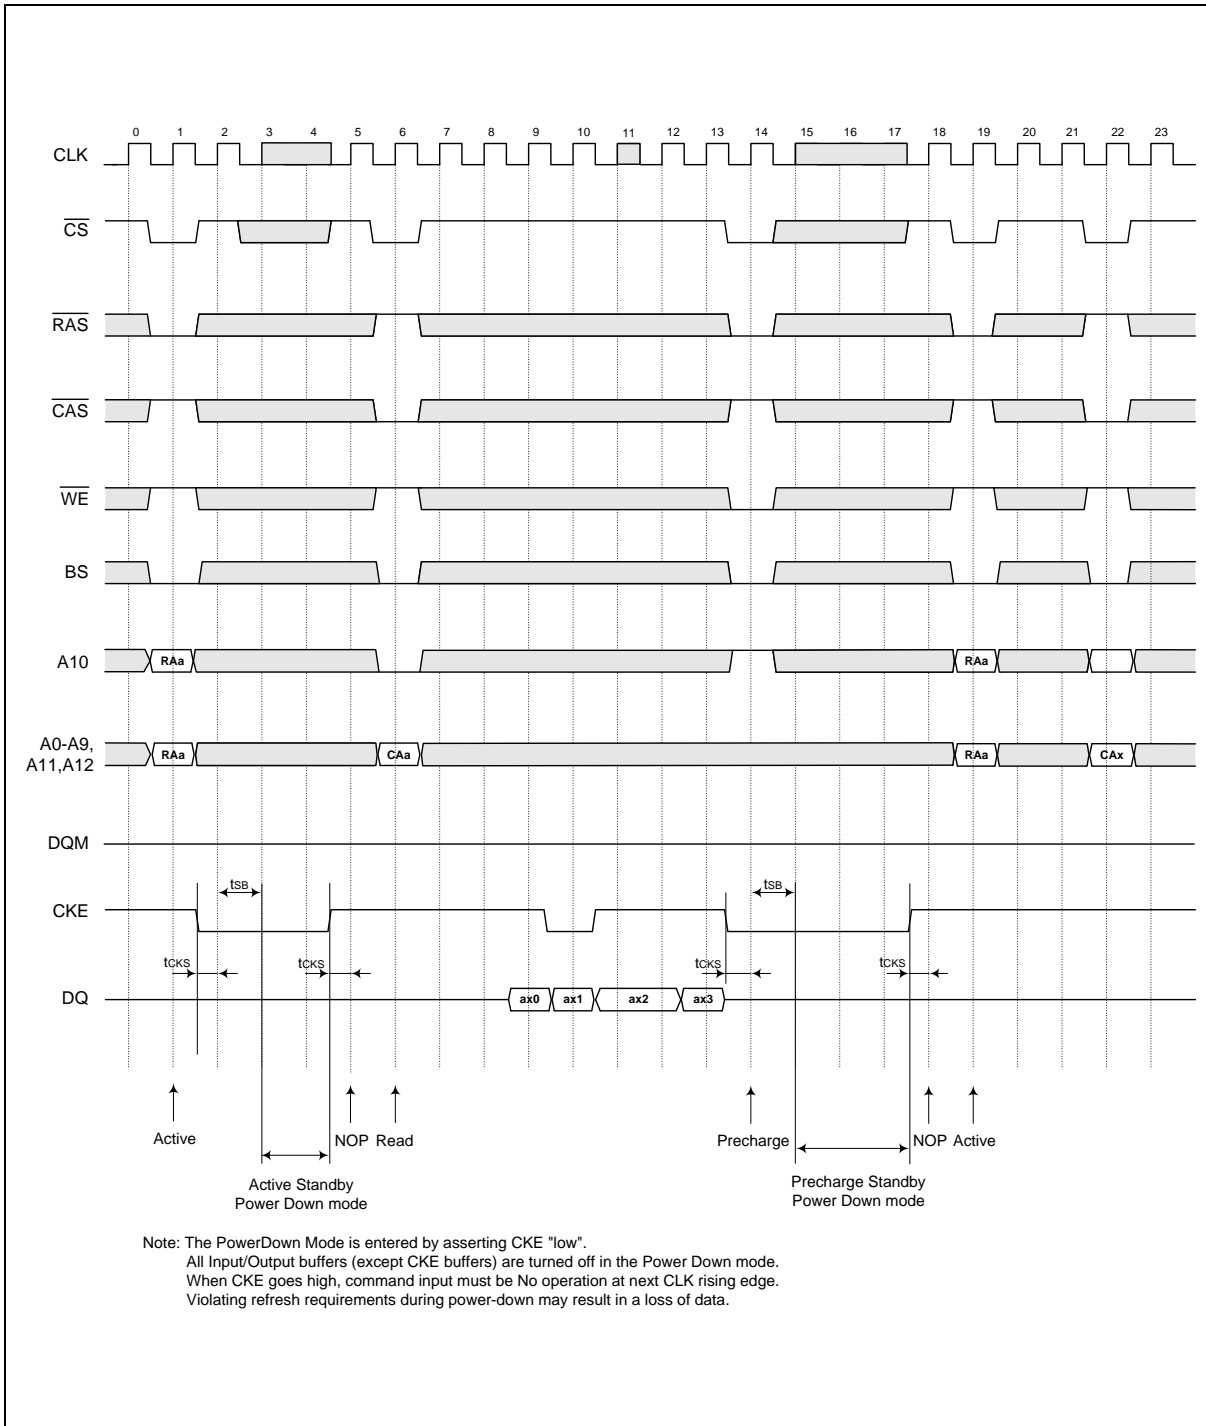 0 1 2 3 4 5 6 7 8 9 10 11 12 13 14 15 16 17 18 19 20 21 22 23
CLK
CS
RAS
CAS
WE
BS
A10 RAa RAa
A0-A9,
A11,A12 RAa CAa RAa CAx
DQM
tSB tSB
CKE
tCKS tCKS tCKS tCKS
DQ ax0 ax1 ax2 ax3
Active NOP Read Precharge NOP Active
Active Standby
Power Down mode
Precharge Standby
Power Down mode
Note: The PowerDown Mode is entered by asserting CKE "low".
All Input/Output buffers (except CKE buffers) are turned off in the Power Down mode.
When CKE goes high, command input must be No operation at next CLK rising edge.
Violating refresh requirements during power-down may result in a loss of data.